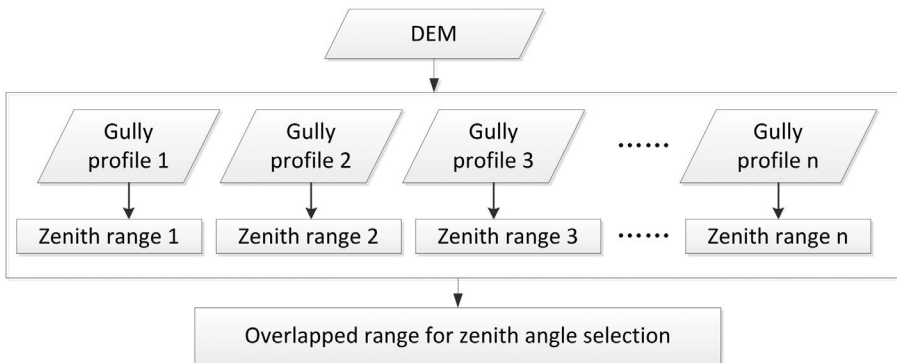 DEM
Gully
profile 1
Gully
profile 2
Gully
profile 3
......
Gully
profile n
Zenith range 1
Zenith range 2
Zenith range 3
......
Zenith range n
Overlapped range for zenith angle selection